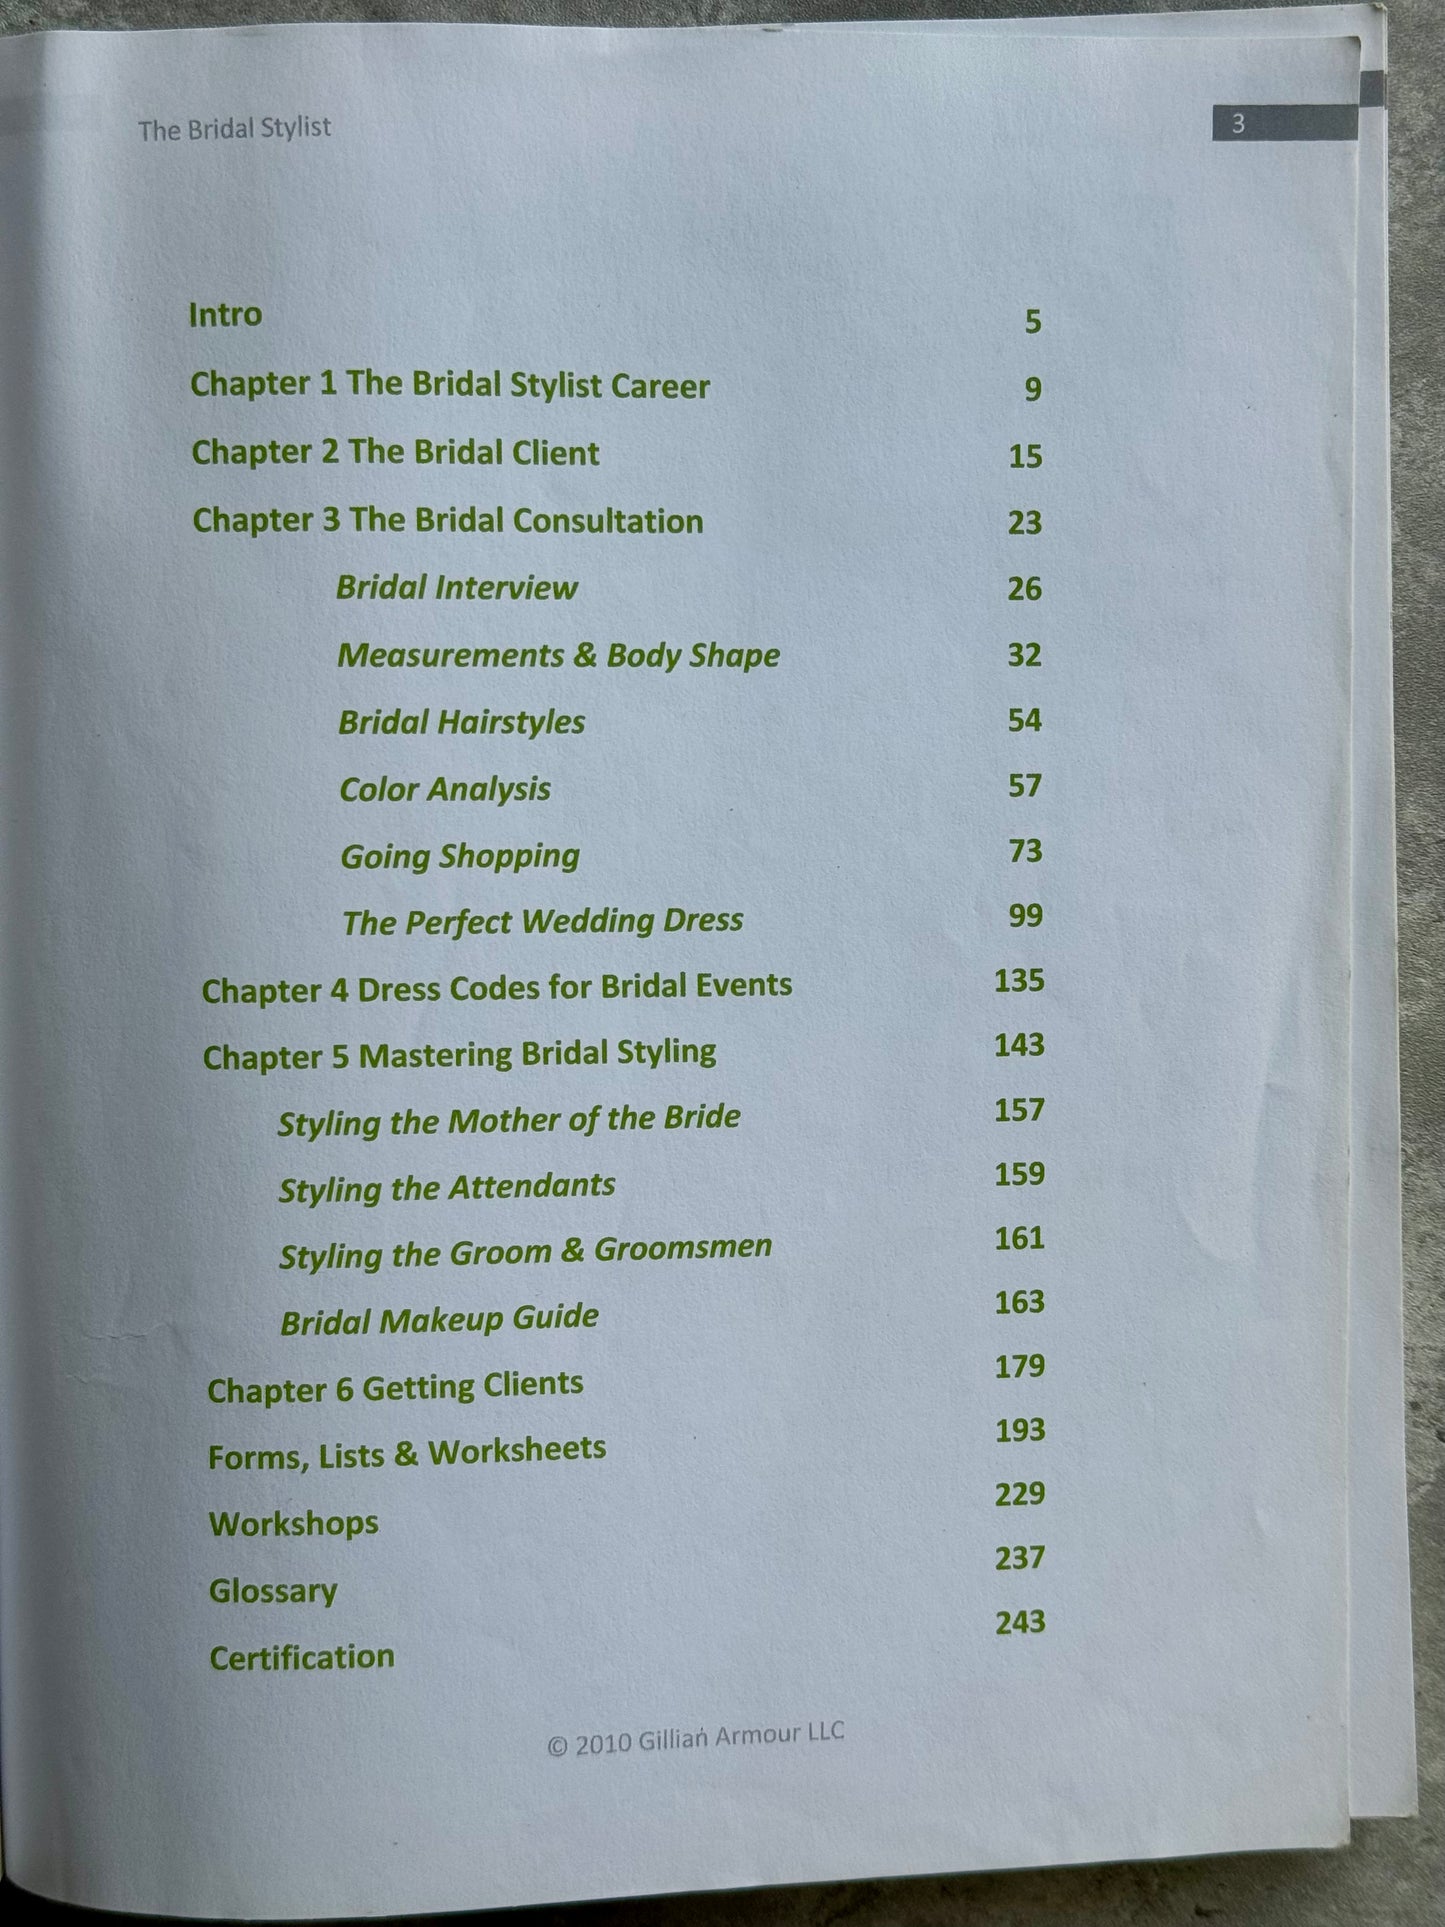 The Bridal Stylist 3
Intro 5
Chapter 1 The Bridal Stylist Career 9
Chapter 2 The Bridal Client 15
Chapter 3 The Bridal Consultation 23
Bridal Interview 26
Measurements & Body Shape 32
Bridal Hairstyles 54
Color Analysis 57
Going Shopping 73
The Perfect Wedding Dress 99
Chapter 4 Dress Codes for Bridal Events 135
Chapter 5 Mastering Bridal Styling 143
Styling the Mother of the Bride 157
Styling the Attendants 159
Styling the Groom & Groomsmen 161
Bridal Makeup Guide 163
Chapter 6 Getting Clients 179
Forms, Lists & Worksheets 193
Workshops 229
Glossary 237
Certification 243
© 2010 Gillian Armour LLC